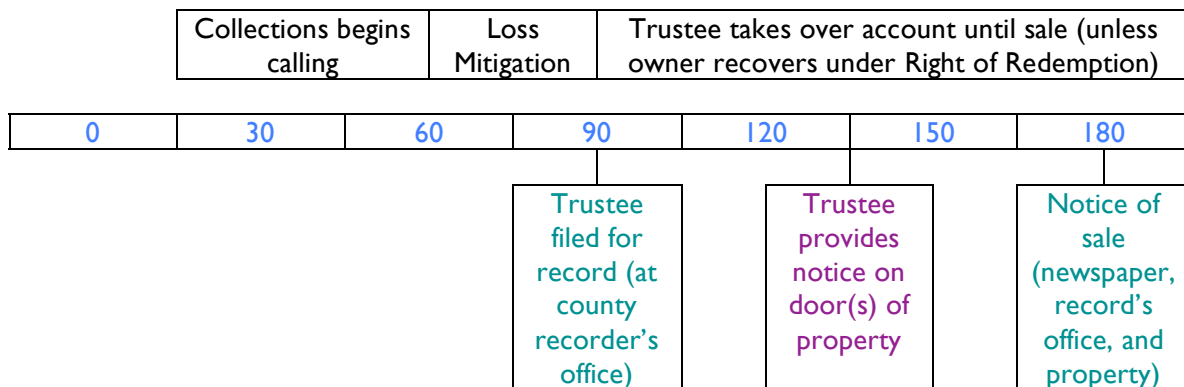 Collections begins
calling
Loss
Mitigation
Trustee takes over account until sale (unless
owner recovers under Right of Redemption)
0 30 60 90 120 150 180
Trustee
filed for
record (at
county
recorder's
office)
Trustee
provides
notice on
door(s) of
property
Notice of
sale
(newspaper,
record's
office, and
property)